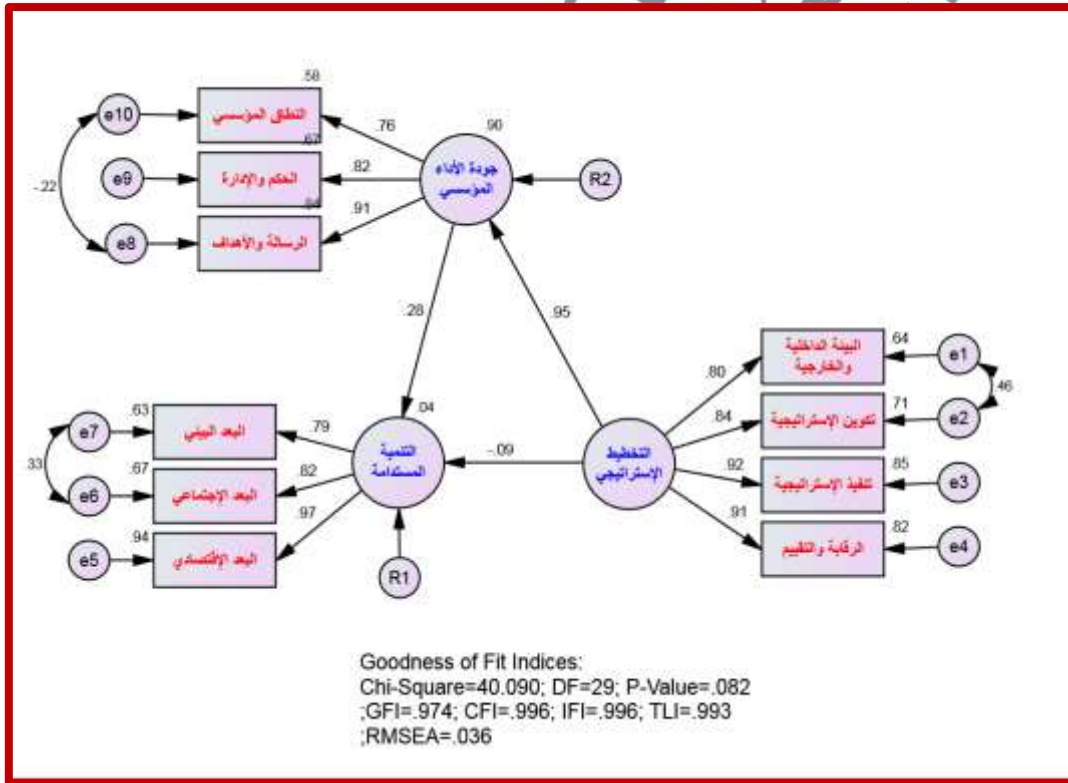 .58
e10
النطاق المؤسسي
.76
.90
.67
-.22
e9
الحكم والإدارة
.82
جودة الأداء
المؤسسي
R2
.84
.91
e8
الرسالة والأهداف
.28
.95
البيئة الداخلية
والخارجية
.64
e1
.80
.46
.84
تكوين الإستراتيجية
.71
e2
.63
.04
e7
البعد البيئي
.79
التنمية
المستدامة
-.09
التخطيط
الإستراتيجي
.92
تنفيذ الإستراتيجية
.85
e3
.33
.67
.82
e6
البعد الإجتماعي
.91
.97
.82
الرقابة والتقييم
e4
.94
e5
البعد الإقتصادي
R1
Goodness of Fit Indices:
Chi-Square=40.090; DF=29; P-Value=.082
;GFI=.974; CFI=.996; IFI=.996; TLI=.993
;RMSEA=.036